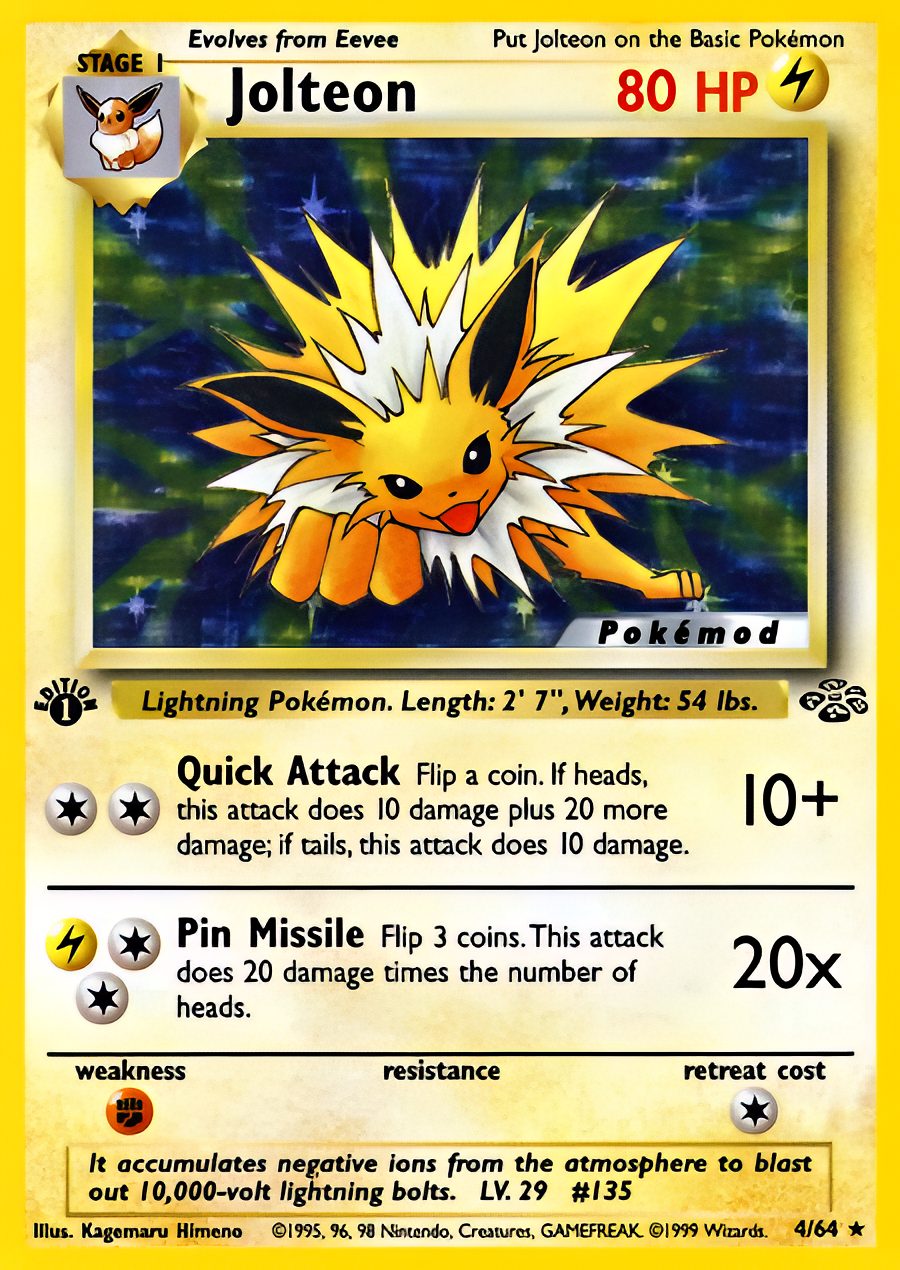 Evolves from Eevee
Put Jolteon on the Basic Pokémon
STAGE 1
Jolteon
80 HP
Pokémod
EDITION
1
Lightning Pokémon. Length: 2' 7", Weight: 54 lbs.
Quick Attack Flip a coin. If heads,
this attack does 10 damage plus 20 more
damage; if tails, this attack does 10 damage.
10+
Pin Missile Flip 3 coins. This attack
does 20 damage times the number of
heads.
20x
weakness
resistance
retreat cost
It accumulates negative ions from the atmosphere to blast
out 10,000-volt lightning bolts. LV. 29 #135
Illus. Kagemaru Himeno ©1995, 96, 98 Nintendo, Creatures, GAMEFREAK. ©1999 Wizards. 4/64 ★